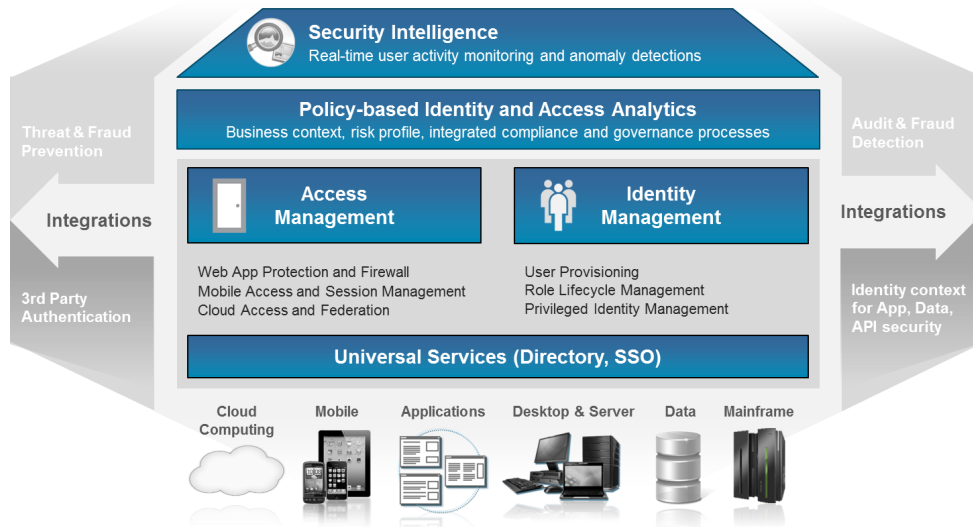 Security Intelligence
Real-time user activity monitoring and anomaly detections
Policy-based Identity and Access Analytics
Business context, risk profile, integrated compliance and governance processes
Threat & Fraud
Prevention
Integrations
3rd Party
Authentication
Access
Management
Web App Protection and Firewall
Mobile Access and Session Management
Cloud Access and Federation
Identity
Management
User Provisioning
Role Lifecycle Management
Privileged Identity Management
Audit & Fraud
Detection
Integrations
Identity context
for App, Data,
API security
Universal Services (Directory, SSO)
Cloud
Computing
Mobile
Applications
Desktop & Server
Data
Mainframe